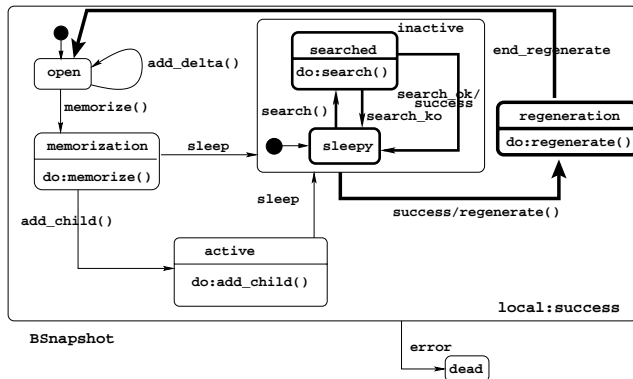 inactive
searched
do:search()
end_regenerate
open
add_delta()
search_ok/
success
search()
search_ko
memorize()
regeneration
do:regenerate()
memorization
do:memorize()
sleep
sleepy
sleep
success/regenerate()
add_child()
active
do:add_child()
local:success
BSnapshot
error
dead